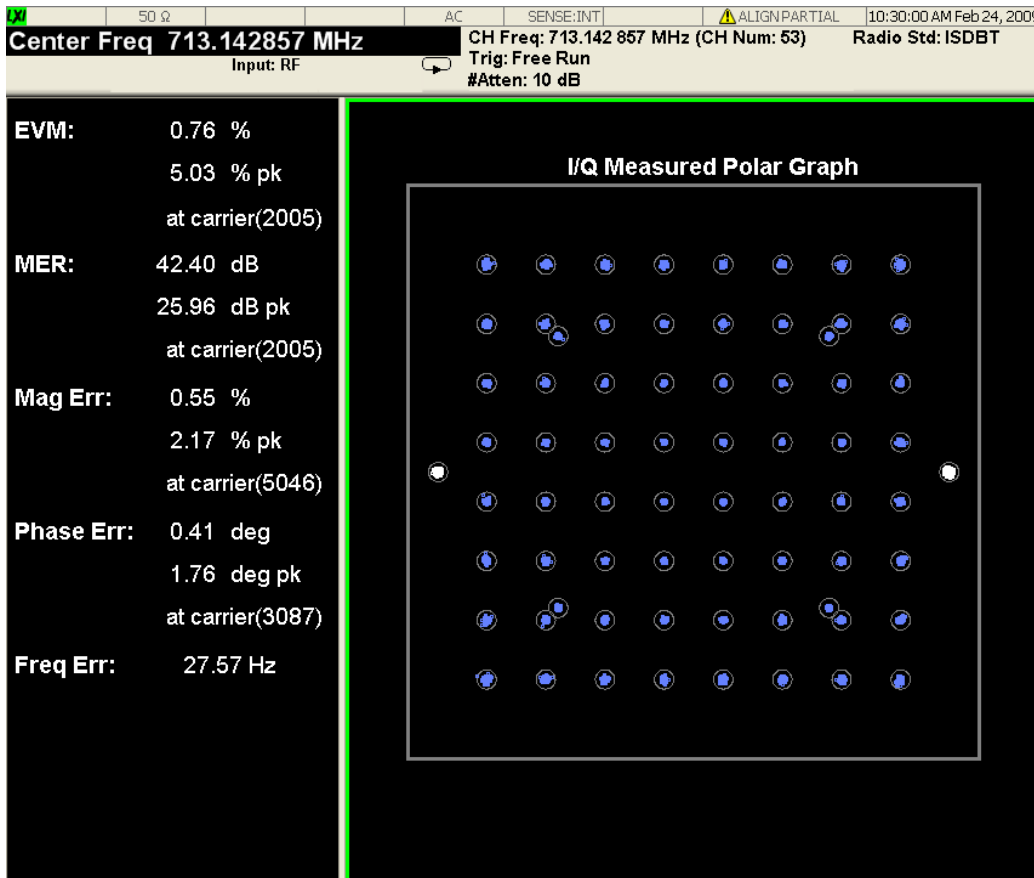 LXI 50 Ω AC SENSE:INT ALIGN PARTIAL 10:30:00 AM Feb 24, 2009
Center Freq 713.142857 MHz
Input: RF
CH Freq: 713.142 857 MHz (CH Num: 53)
Trig: Free Run
#Atten: 10 dB
Radio Std: ISDBT
EVM: 0.76 %
5.03 % pk
at carrier(2005)
MER: 42.40 dB
25.96 dB pk
at carrier(2005)
Mag Err: 0.55 %
2.17 % pk
at carrier(5046)
Phase Err: 0.41 deg
1.76 deg pk
at carrier(3087)
Freq Err: 27.57 Hz
I/Q Measured Polar Graph